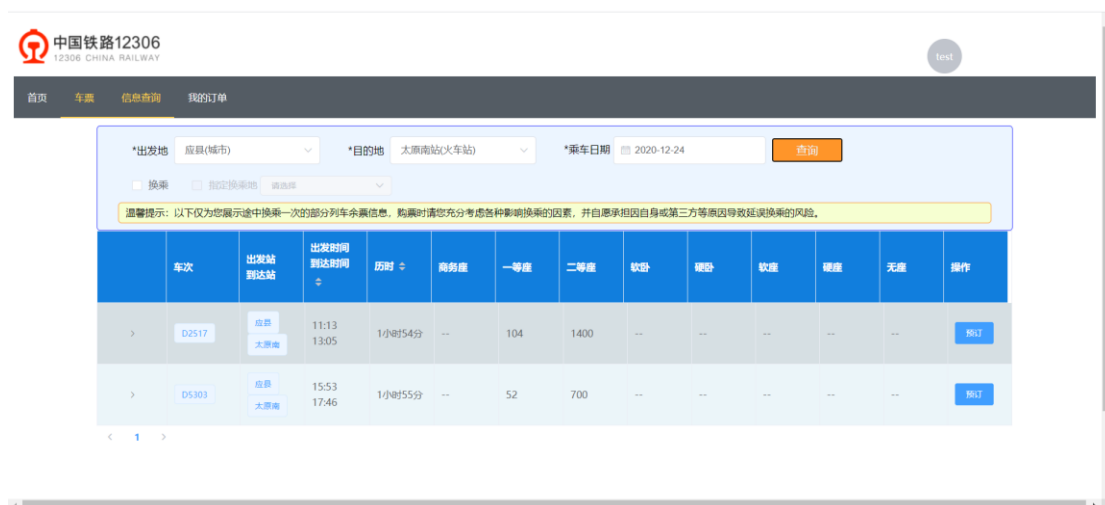 中国铁路12306
12306 CHINA RAILWAY
test
首页 车票 信息查询 我的订单
*出发地 应县(城市) *目的地 太原南站(火车站) *乘车日期 2020-12-24 查询
换乘 指定换乘地 请选择
温馨提示：以下仅为您展示途中换乘一次的部分列车余票信息，购票时请您充分考虑各种影响换乘的因素，并自愿承担因自身或第三方等原因导致延误换乘的风险。
车次 出发站 到达站 出发时间 到达时间 历时 商务座 一等座 二等座 软卧 硬卧 软座 硬座 无座 操作
> D2517 应县 太原南 11:13 13:05 1小时54分 -- 104 1400 -- -- -- -- -- 预订
> D5303 应县 太原南 15:53 17:46 1小时55分 -- 52 700 -- -- -- -- -- 预订
< 1 >